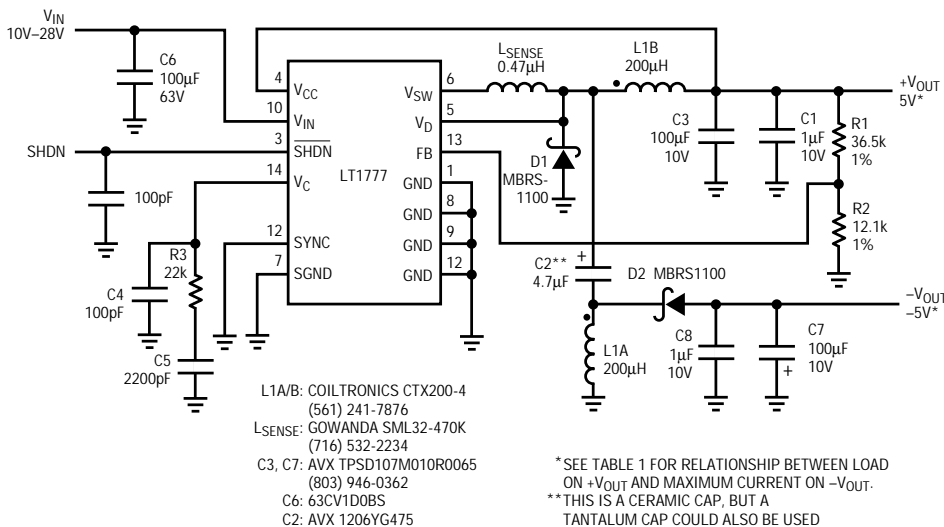 V_IN
10V–28V
C6
100µF
63V
SHDN
100pF
R3
22k
C4
100pF
C5
2200pF
4
V_CC
10
V_IN
3
SHDN
14
V_C
12
SYNC
7
SGND
LT1777
6
V_SW
5
V_D
13
FB
1
GND
8
GND
9
GND
12
GND
L_SENSE
0.47µH
L1B
200µH
D1
MBRS-
1100
C3
100µF
10V
C1
1µF
10V
+V_OUT
5V*
R1
36.5k
1%
R2
12.1k
1%
C2**
4.7µF
+
D2 MBRS1100
–V_OUT
–5V*
L1A
200µH
C8
1µF
10V
C7
100µF
10V
+
L1A/B: COILTRONICS CTX200-4
(561) 241-7876
L_SENSE: GOWANDA SML32-470K
(716) 532-2234
C3, C7: AVX TPSD107M010R0065
(803) 946-0362
C6: 63CV1D0BS
C2: AVX 1206YG475
*SEE TABLE 1 FOR RELATIONSHIP BETWEEN LOAD
ON +V_OUT AND MAXIMUM CURRENT ON –V_OUT.
**THIS IS A CERAMIC CAP, BUT A
TANTALUM CAP COULD ALSO BE USED